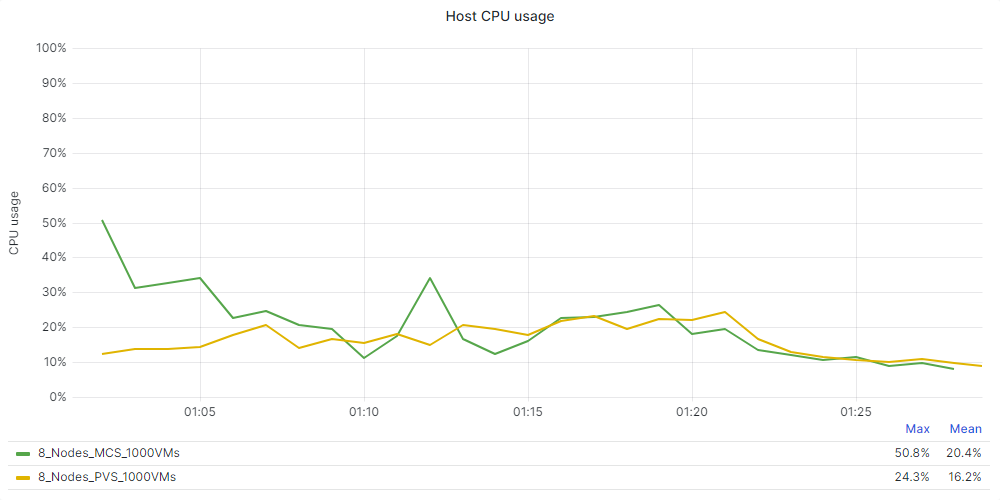 Host CPU usage
100%
90%
80%
70%
60%
50%
40%
30%
20%
10%
0%
CPU usage
01:05 01:10 01:15 01:20 01:25
Max Mean
8_Nodes_MCS_1000VMs 50.8% 20.4%
8_Nodes_PVS_1000VMs 24.3% 16.2%